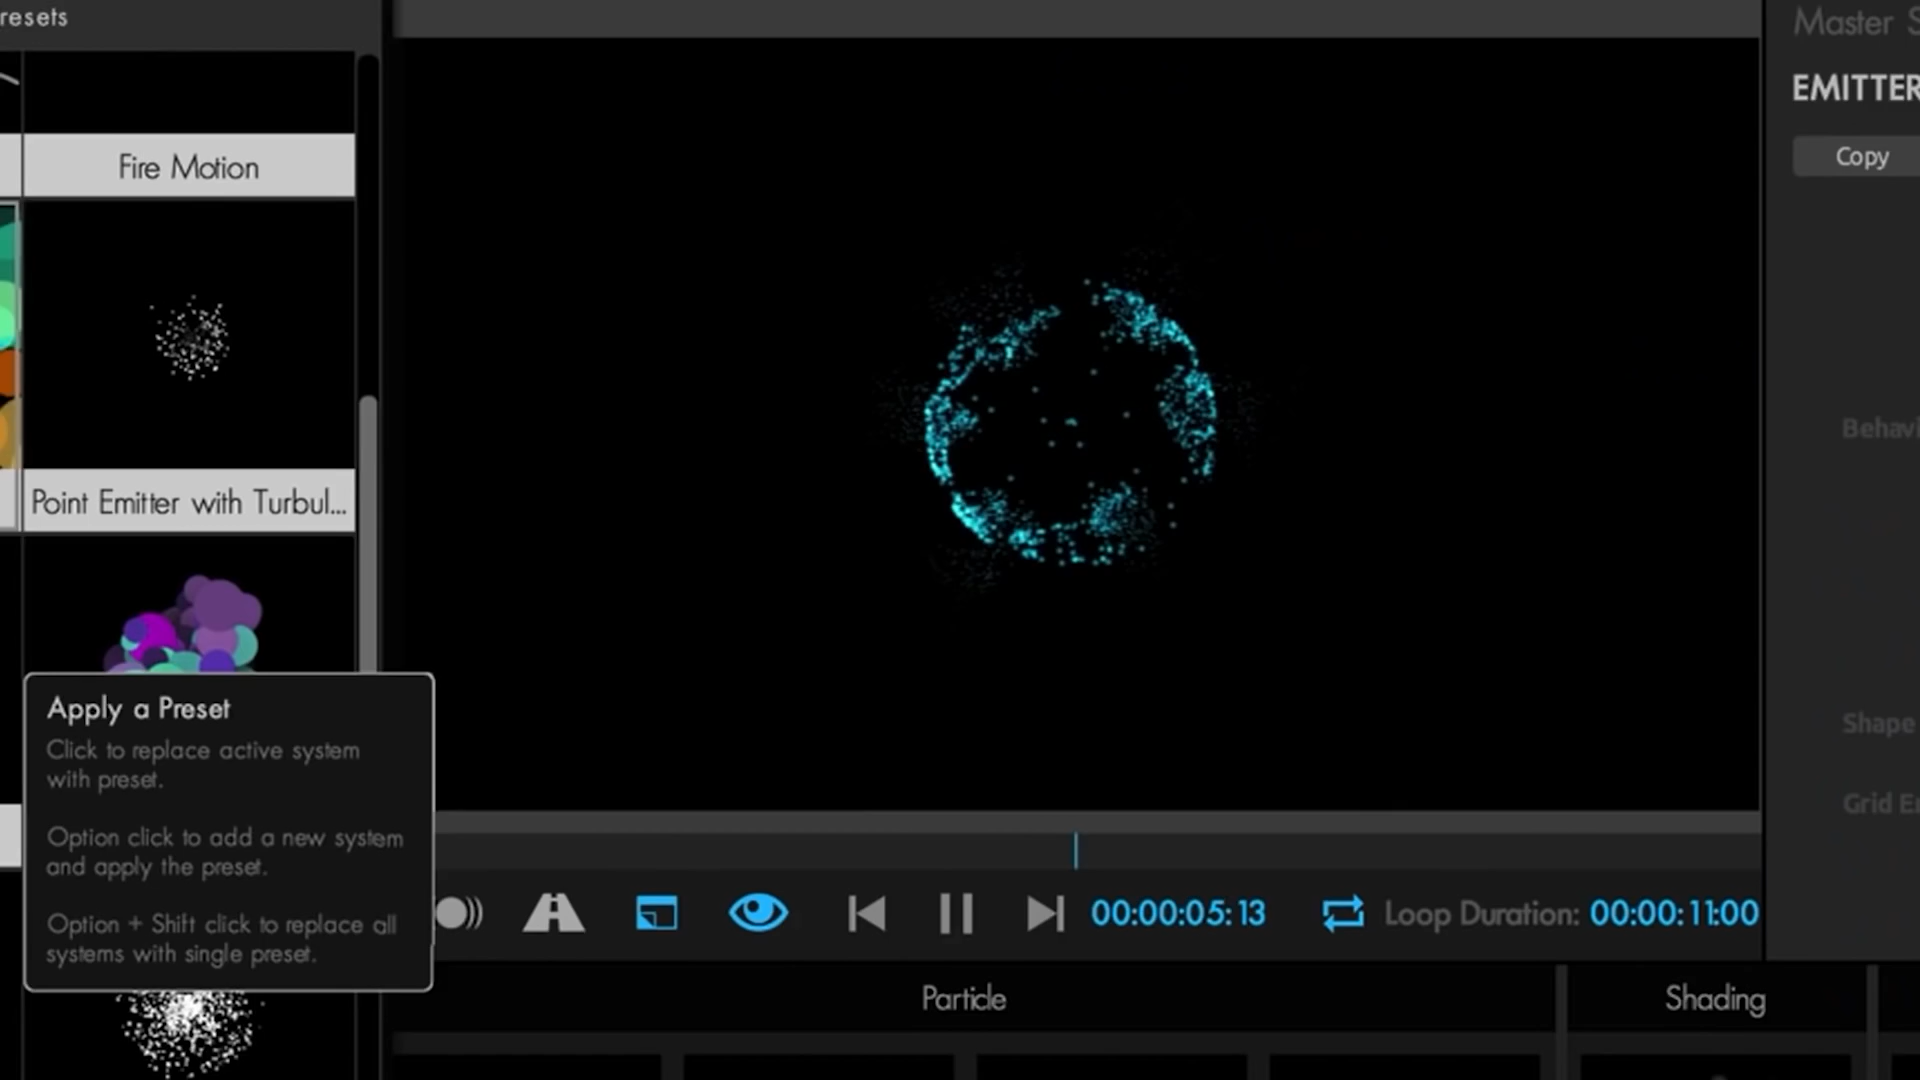 resets
Fire Motion
Point Emitter with Turbul...
Apply a Preset
Click to replace active system
with preset.
Option click to add a new system
and apply the preset.
Option + Shift click to replace all
systems with single preset.
00:00:05:13
Loop Duration: 00:00:11:00
Particle
Shading
Master S
EMITTER
Copy
Behavi
Shape
Grid E